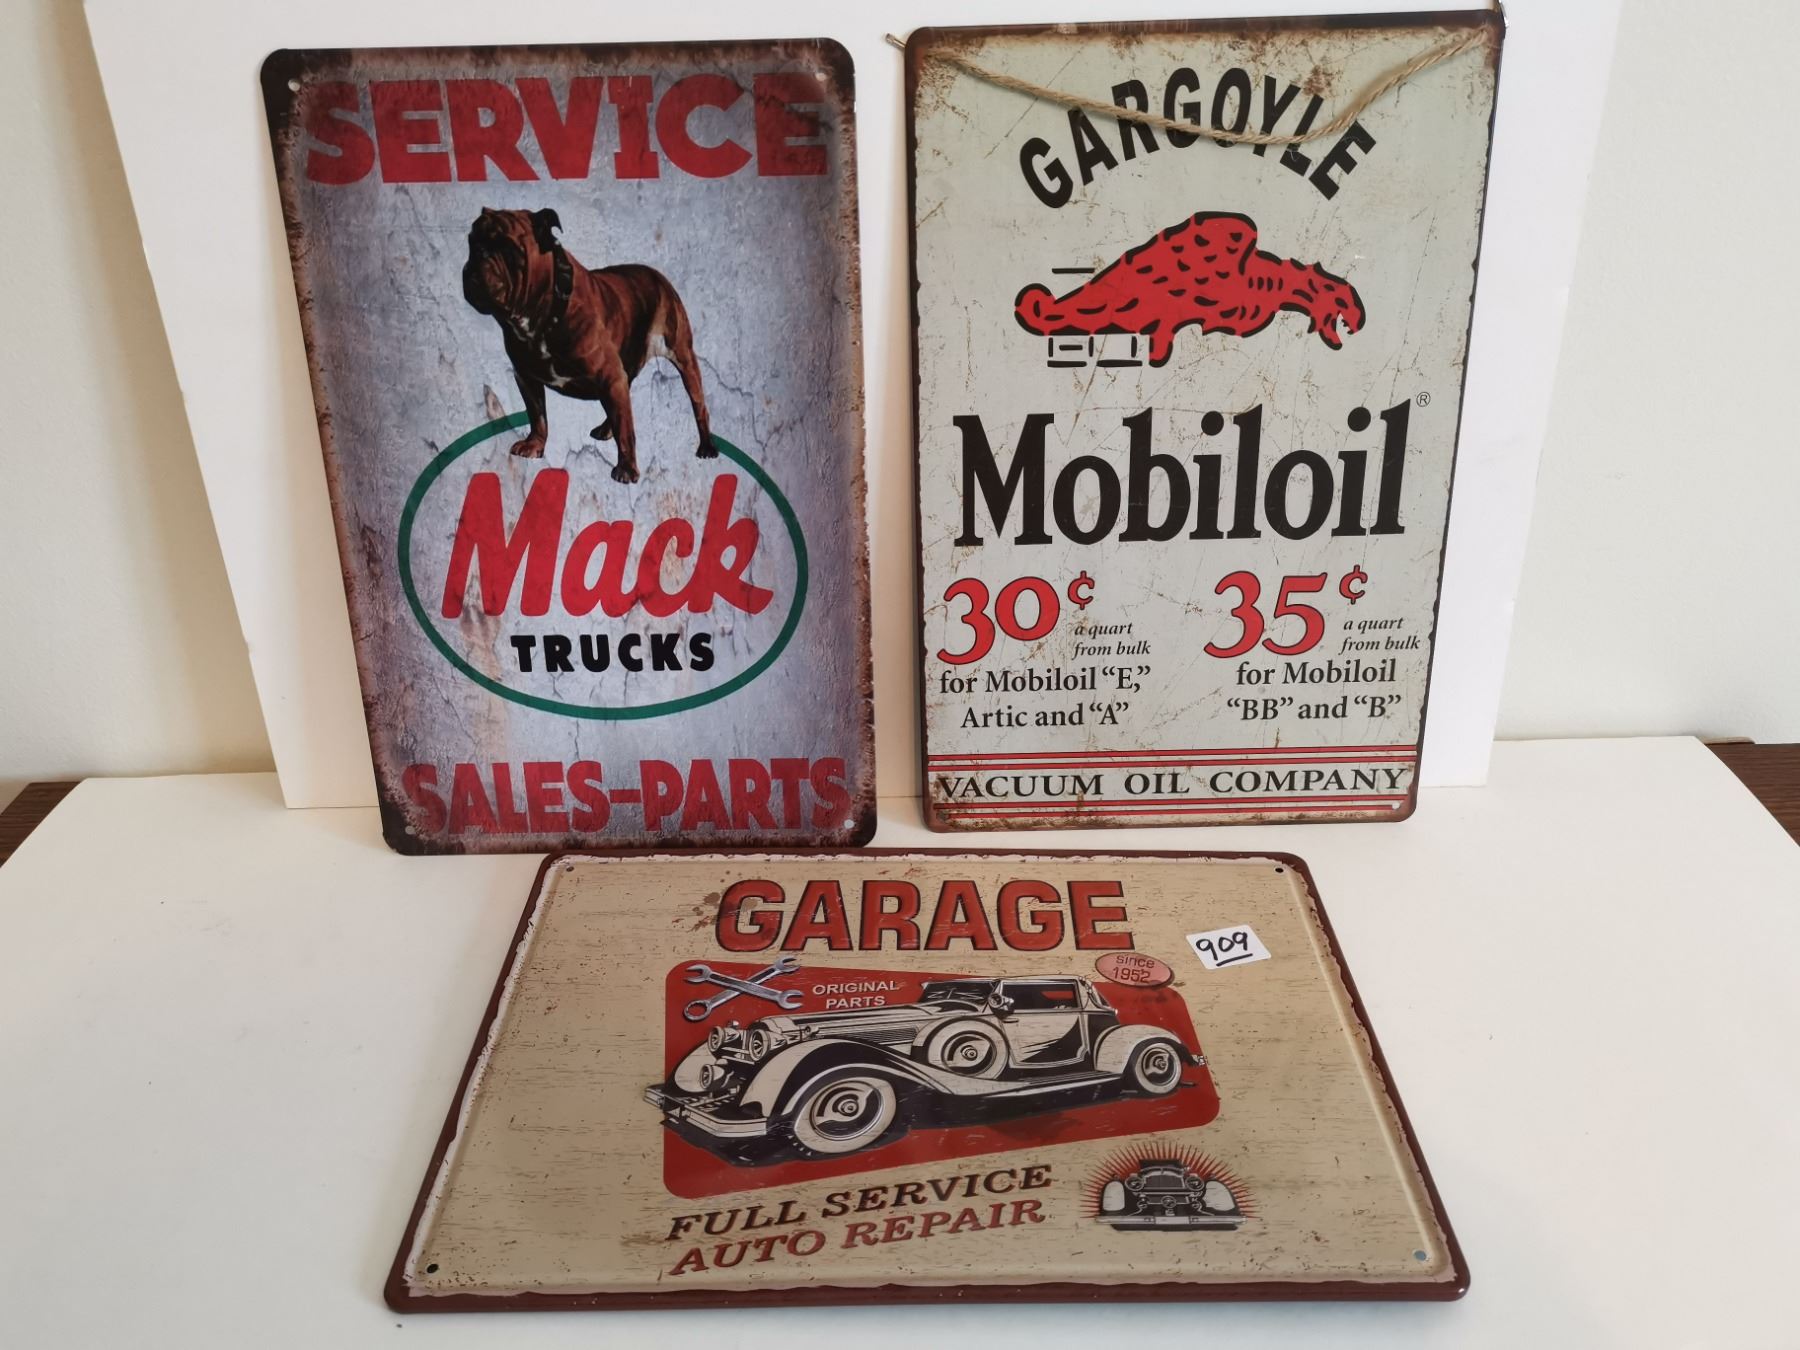 SERVICE
Mack
TRUCKS
SALES-PARTS
GARGOYLE
Mobiloil®
30¢
a quart
from bulk
for Mobiloil “E,”
Artic and “A”
35¢
a quart
from bulk
for Mobiloil
“BB” and “B”
VACUUM OIL COMPANY
GARAGE
909
since
1952
ORIGINAL
PARTS
FULL SERVICE
AUTO REPAIR